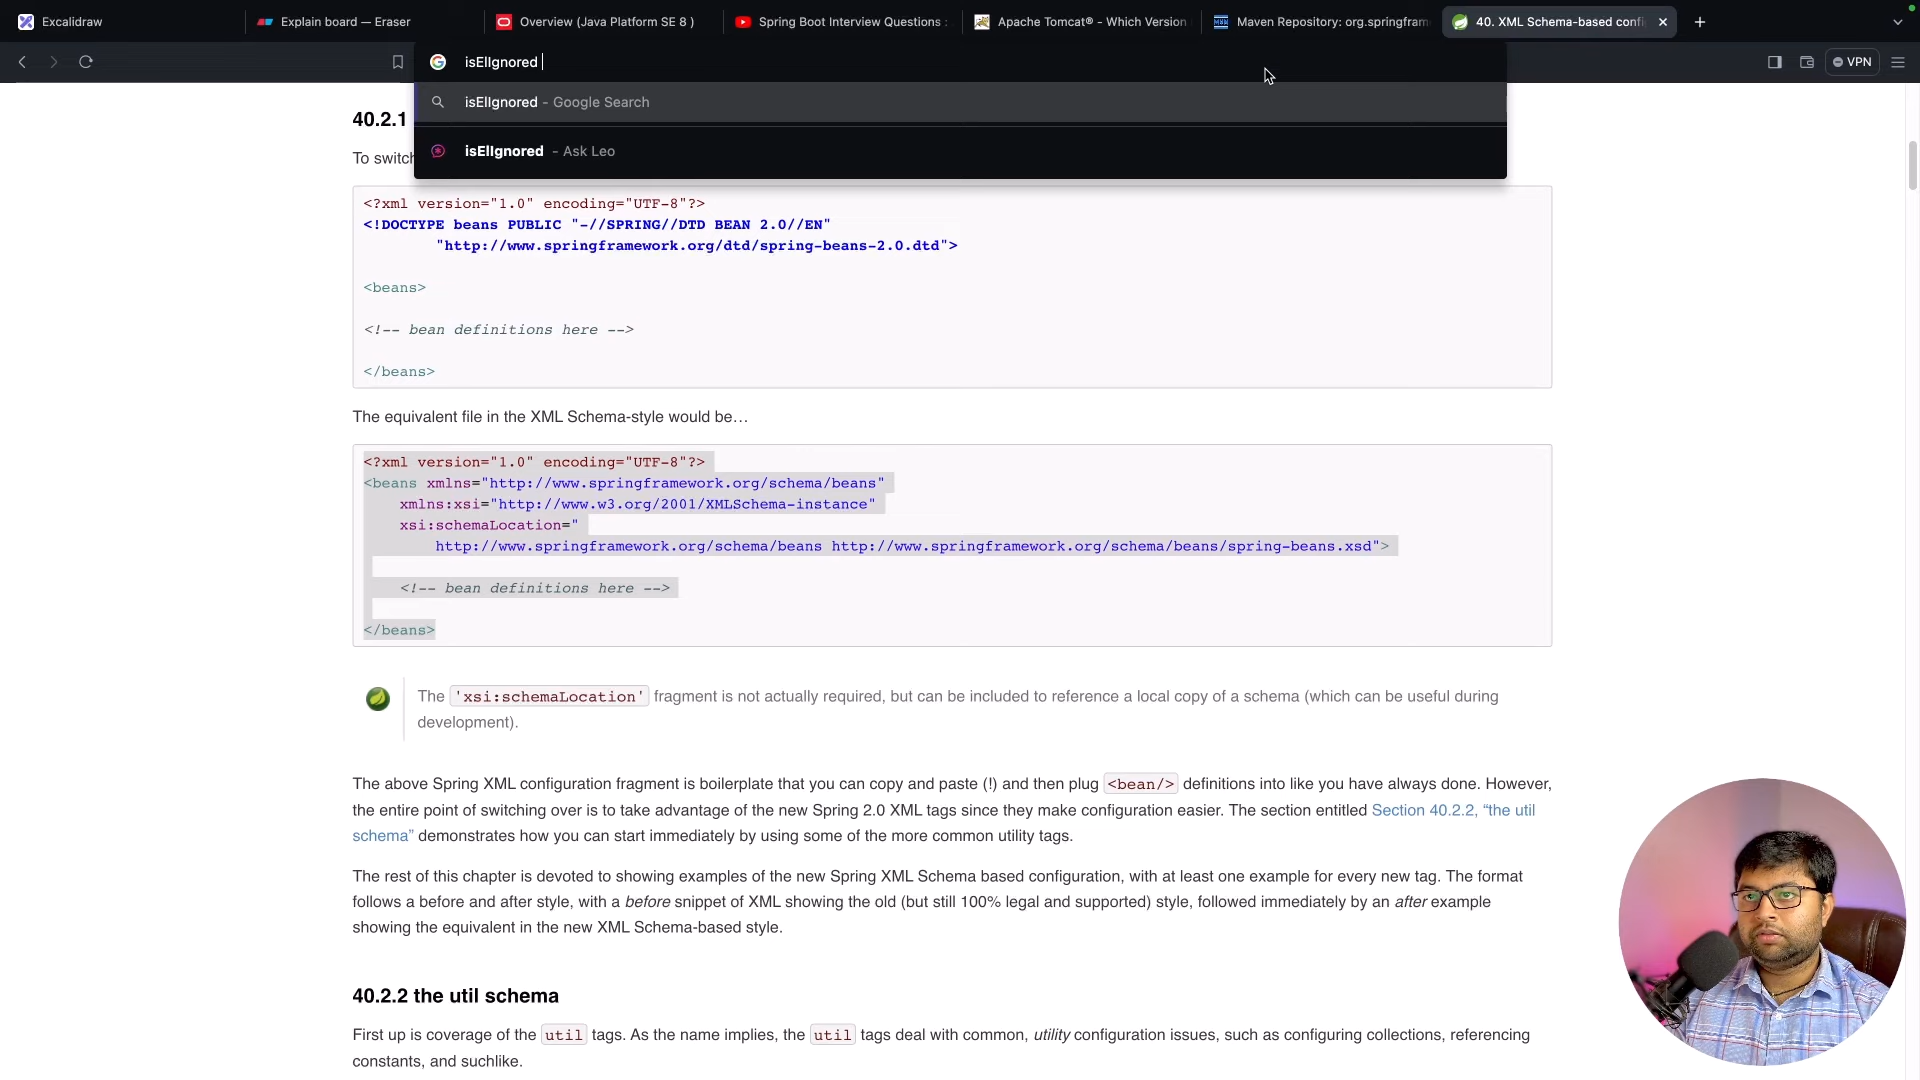 Excalidraw
Explain board — Eraser
Overview (Java Platform SE 8 )
Spring Boot Interview Questions :
Apache Tomcat® - Which Version
Maven Repository: org.springfram
40. XML Schema-based confi
isElIgnored
VPN
isElIgnored - Google Search
isElIgnored - Ask Leo
40.2.1
To switch
<?xml version="1.0" encoding="UTF-8"?>
<!DOCTYPE beans PUBLIC "-//SPRING//DTD BEAN 2.0//EN"
"http://www.springframework.org/dtd/spring-beans-2.0.dtd">
<beans>
<!-- bean definitions here -->
</beans>
The equivalent file in the XML Schema-style would be…
<?xml version="1.0" encoding="UTF-8"?>
<beans xmlns="http://www.springframework.org/schema/beans"
xmlns:xsi="http://www.w3.org/2001/XMLSchema-instance"
xsi:schemaLocation="
http://www.springframework.org/schema/beans http://www.springframework.org/schema/beans/spring-beans.xsd">
<!-- bean definitions here -->
</beans>
The 'xsi:schemaLocation' fragment is not actually required, but can be included to reference a local copy of a schema (which can be useful during
development).
The above Spring XML configuration fragment is boilerplate that you can copy and paste (!) and then plug <bean/> definitions into like you have always done. However,
the entire point of switching over is to take advantage of the new Spring 2.0 XML tags since they make configuration easier. The section entitled Section 40.2.2, “the util
schema” demonstrates how you can start immediately by using some of the more common utility tags.
The rest of this chapter is devoted to showing examples of the new Spring XML Schema based configuration, with at least one example for every new tag. The format
follows a before and after style, with a before snippet of XML showing the old (but still 100% legal and supported) style, followed immediately by an after example
showing the equivalent in the new XML Schema-based style.
40.2.2 the util schema
First up is coverage of the util tags. As the name implies, the util tags deal with common, utility configuration issues, such as configuring collections, referencing
constants, and suchlike.